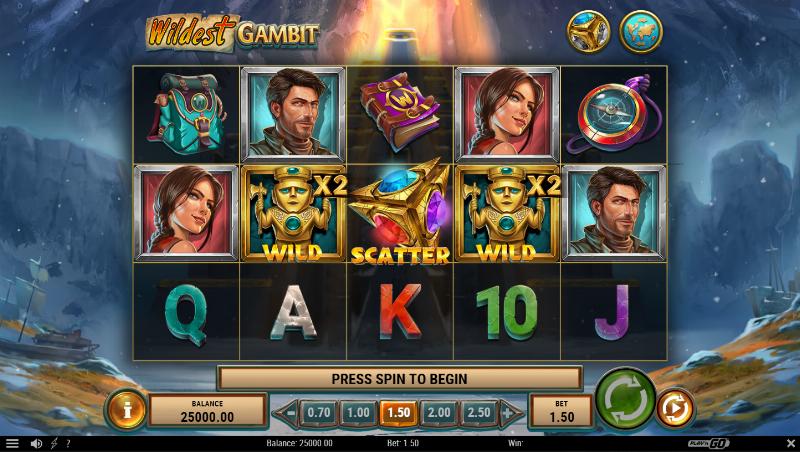 Wildest GAMBIT
W
W
X2
X2
WILD
SCATTER
WILD
Q
A
K
10
J
PRESS SPIN TO BEGIN
i
BALANCE
25000.00
- 0.70 1.00 1.50 2.00 2.50 +
BET
1.50
? Balance: 25000.00 Bet: 1.50 Win: PLAY'N GO